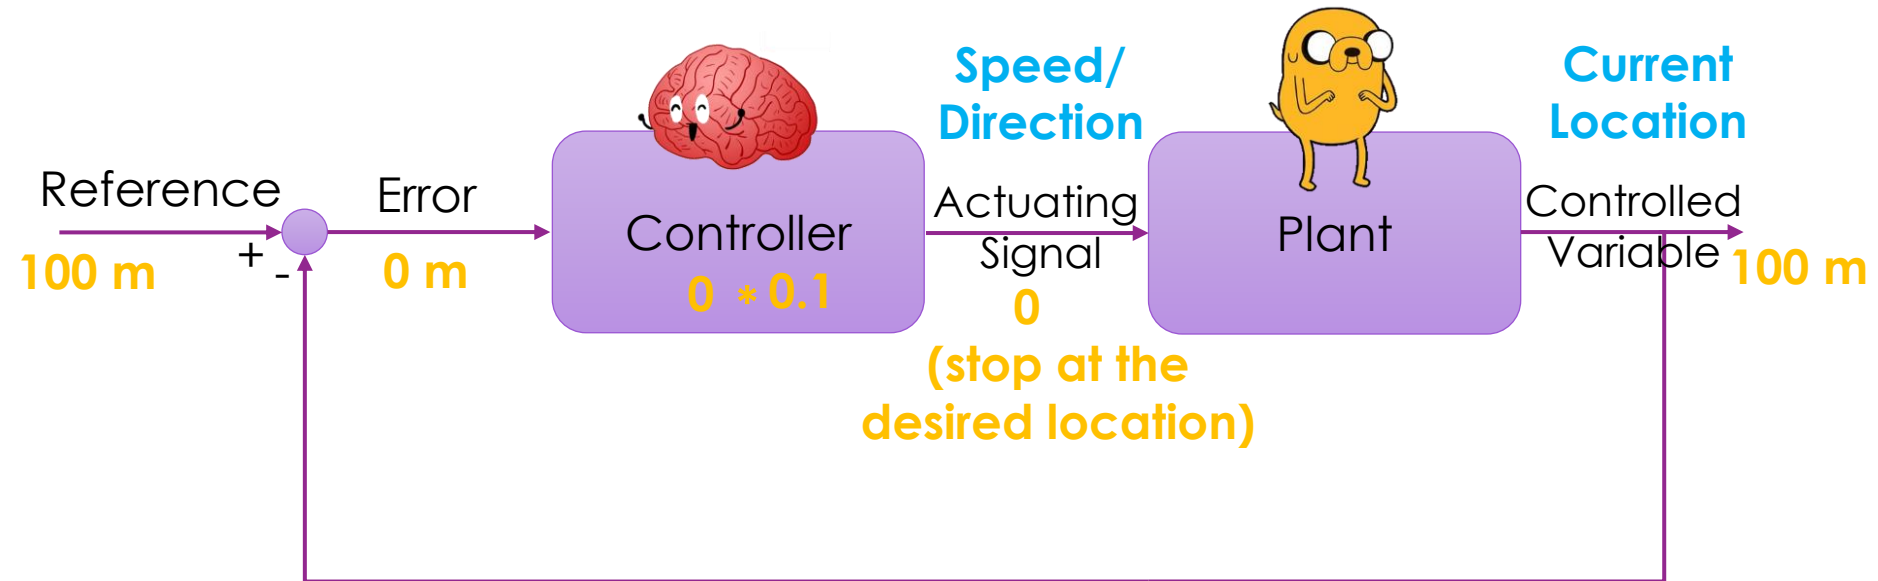 Speed/
Direction
Current
Location
Reference
Error
Controller
Actuating
Signal
Plant
Controlled
Variable
+
-
100 m
0 m
0 * 0.1
0
(stop at the
desired location)
100 m